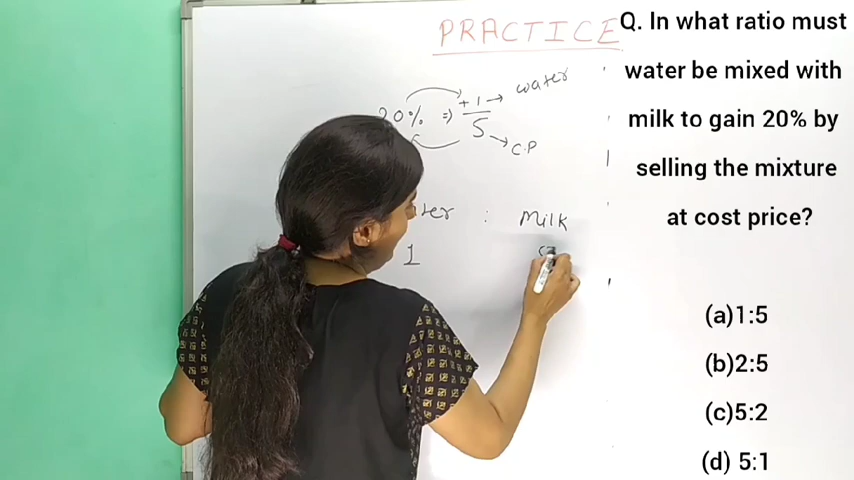 PRACTICE
20% => +1/5 → water
→ C.P
: Milk
1
Q. In what ratio must
water be mixed with
milk to gain 20% by
selling the mixture
at cost price?
(a)1:5
(b)2:5
(c)5:2
(d) 5:1